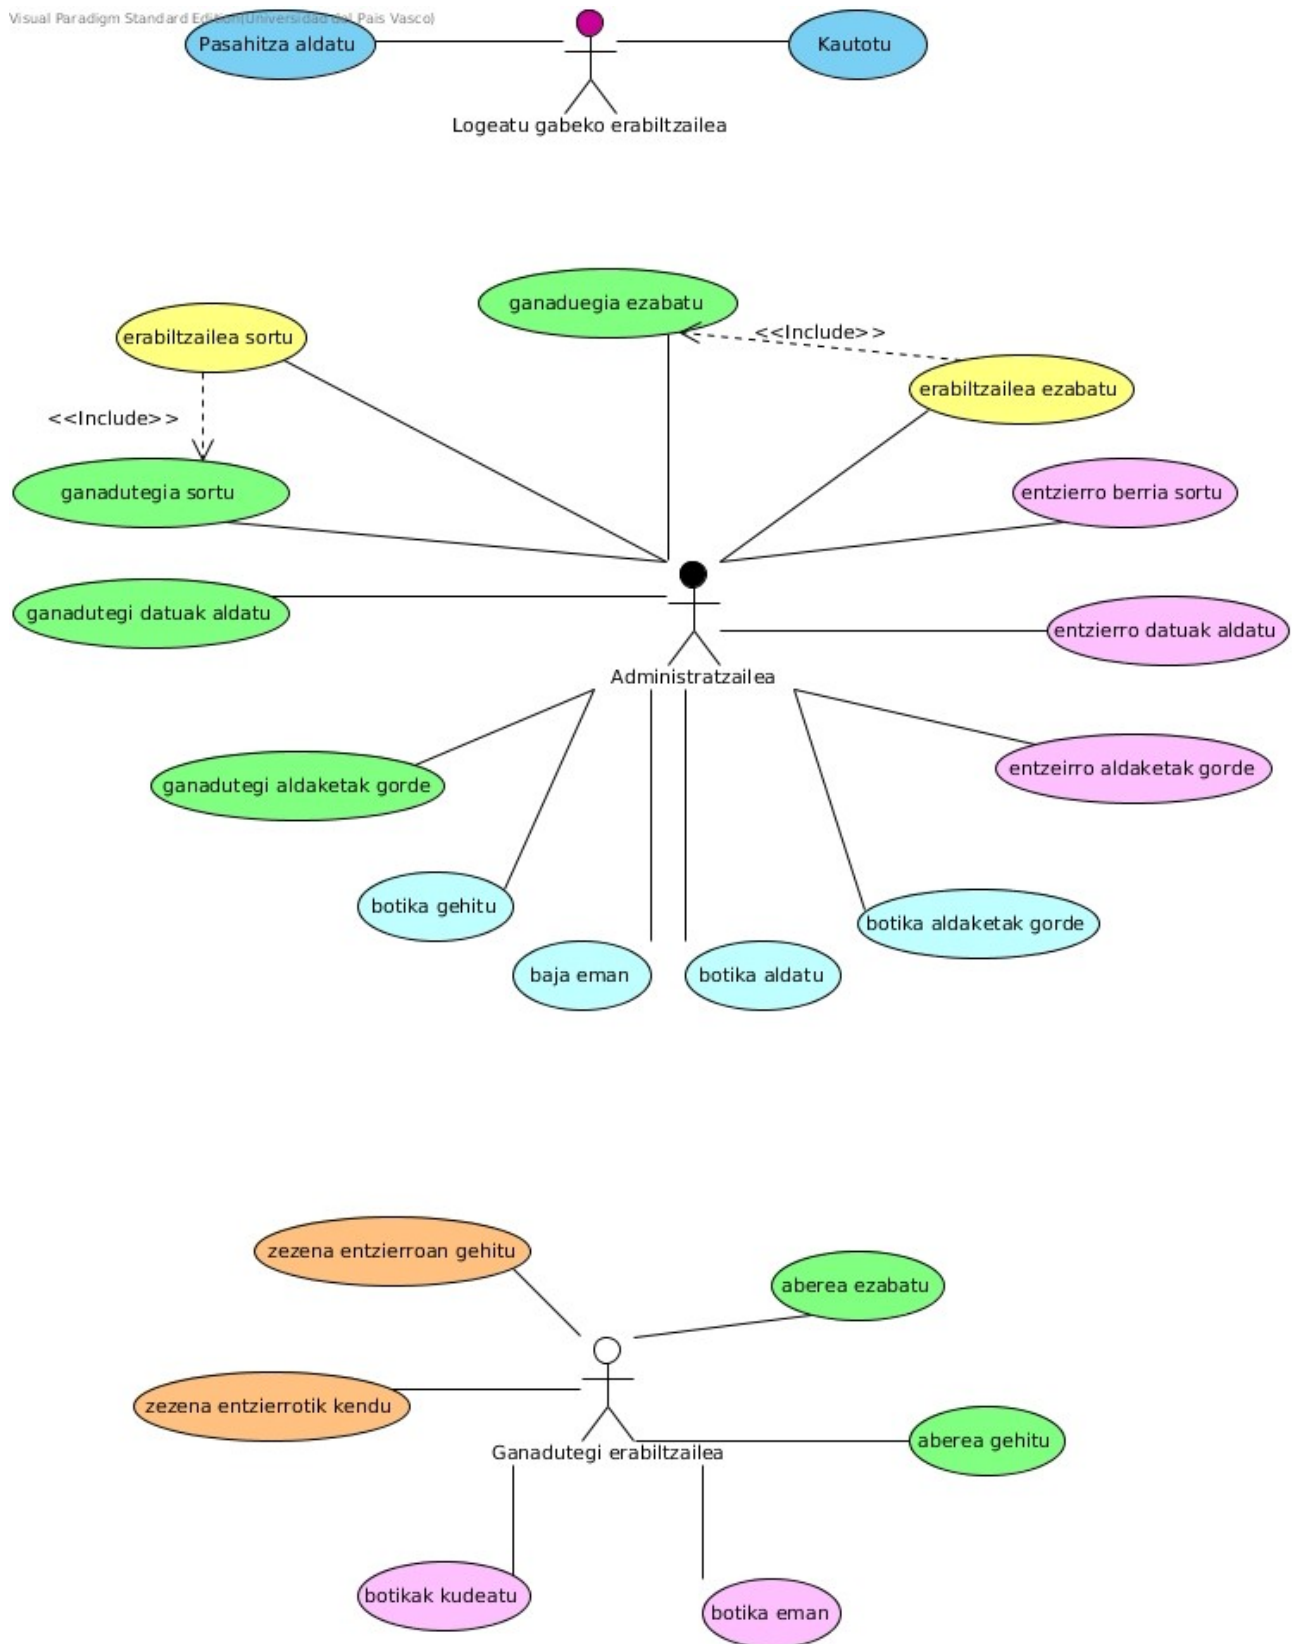 Visual Paradigm Standard Edition(Universidad del Pais Vasco)
Pasahitza aldatu
Kautotu
Logeatu gabeko erabiltzailea
ganaduegia ezabatu
erabiltzailea sortu
<<Include>>
erabiltzailea ezabatu
<<Include>>
ganadutegia sortu
entzierro berria sortu
ganadutegi datuak aldatu
entzierro datuak aldatu
Administratzailea
ganadutegi aldaketak gorde
entzeirro aldaketak gorde
botika gehitu
botika aldaketak gorde
baja eman
botika aldatu
zezena entzierroan gehitu
aberea ezabatu
zezena entzierrotik kendu
aberea gehitu
Ganadutegi erabiltzailea
botikak kudeatu
botika eman